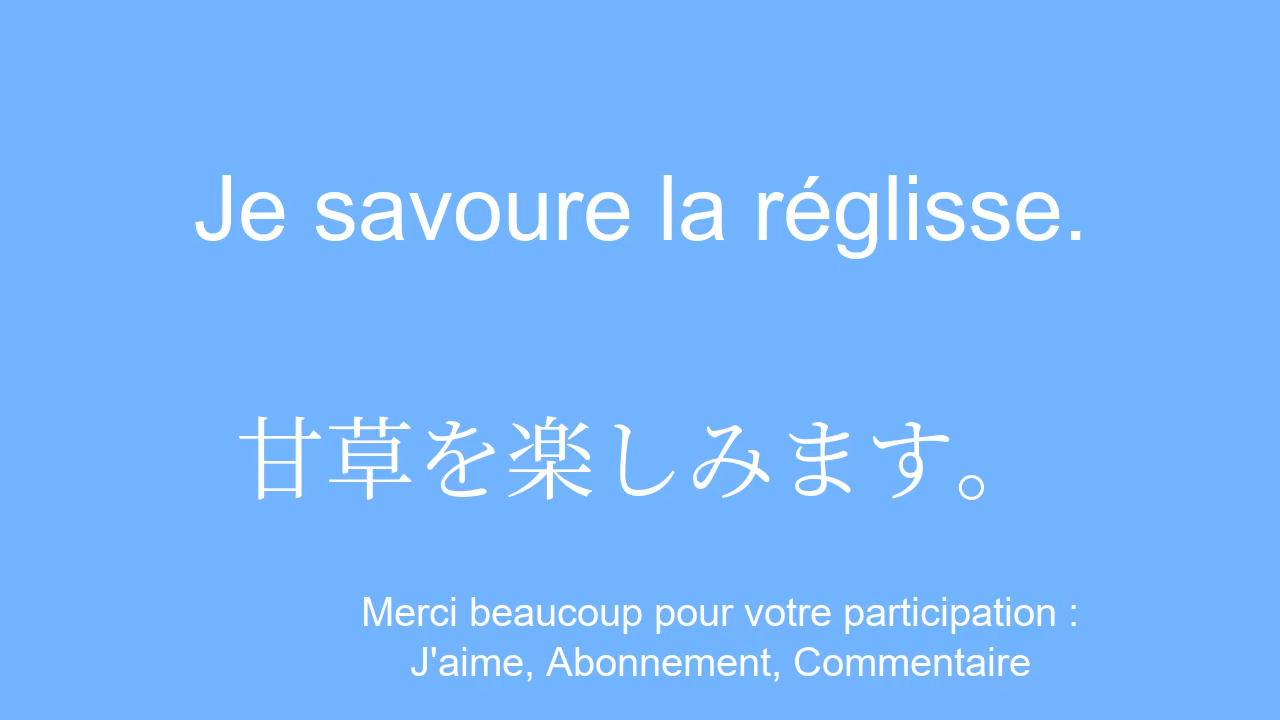 Je savoure la réglisse.
甘草を楽しみます。
Merci beaucoup pour votre participation :
J'aime, Abonnement, Commentaire